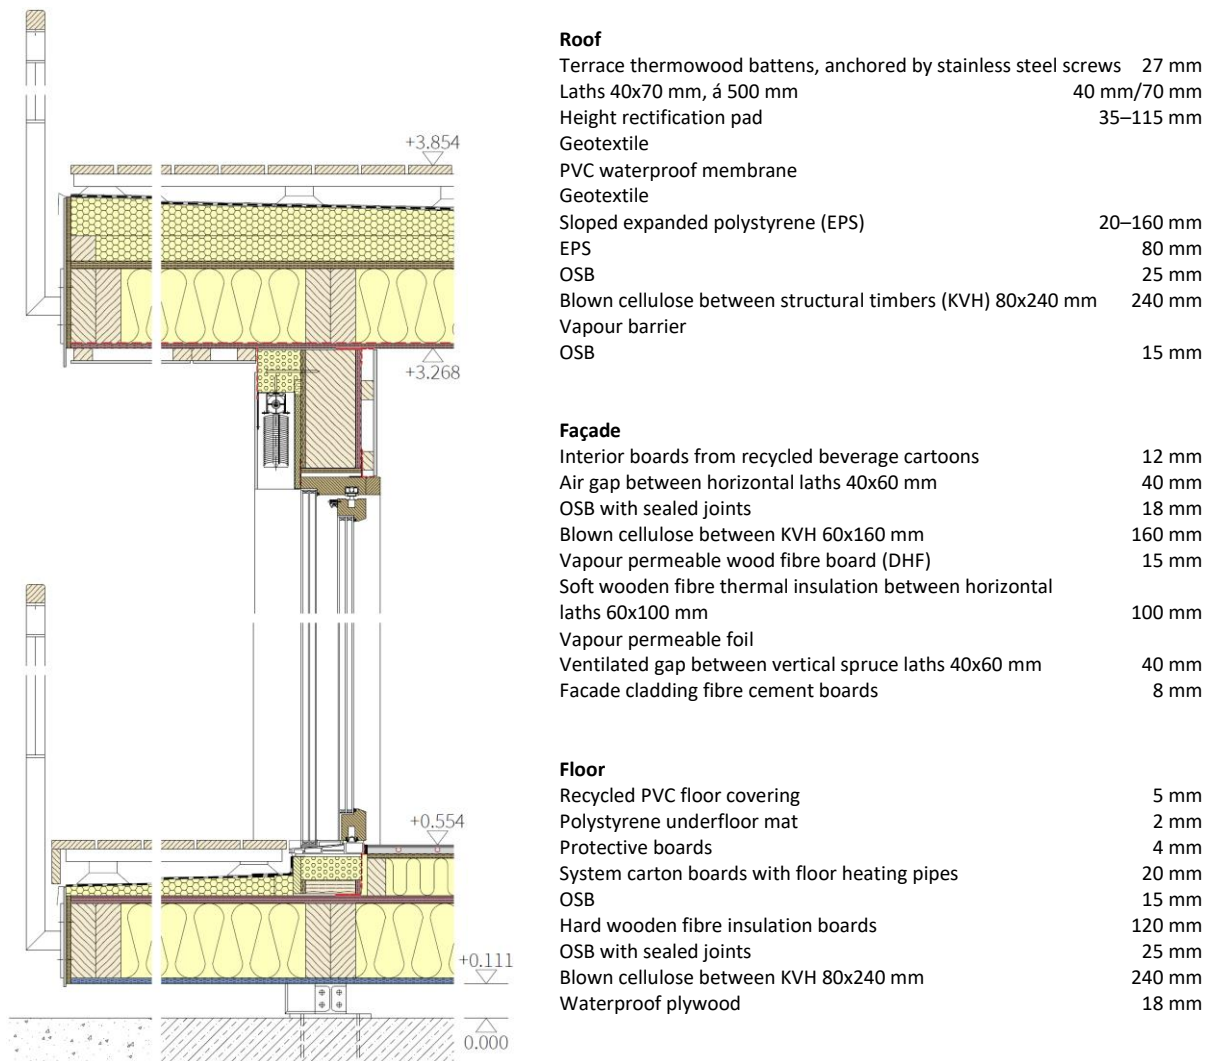 +3.854
+3.268
+0.554
+0.111
0.000
Roof
Terrace thermowood battens, anchored by stainless steel screws 27 mm
Laths 40x70 mm, á 500 mm 40 mm/70 mm
Height rectification pad 35–115 mm
Geotextile
PVC waterproof membrane
Geotextile
Sloped expanded polystyrene (EPS) 20–160 mm
EPS 80 mm
OSB 25 mm
Blown cellulose between structural timbers (KVH) 80x240 mm 240 mm
Vapour barrier
OSB 15 mm
Façade
Interior boards from recycled beverage cartoons 12 mm
Air gap between horizontal laths 40x60 mm 40 mm
OSB with sealed joints 18 mm
Blown cellulose between KVH 60x160 mm 160 mm
Vapour permeable wood fibre board (DHF) 15 mm
Soft wooden fibre thermal insulation between horizontal
laths 60x100 mm 100 mm
Vapour permeable foil
Ventilated gap between vertical spruce laths 40x60 mm 40 mm
Facade cladding fibre cement boards 8 mm
Floor
Recycled PVC floor covering 5 mm
Polystyrene underfloor mat 2 mm
Protective boards 4 mm
System carton boards with floor heating pipes 20 mm
OSB 15 mm
Hard wooden fibre insulation boards 120 mm
OSB with sealed joints 25 mm
Blown cellulose between KVH 80x240 mm 240 mm
Waterproof plywood 18 mm